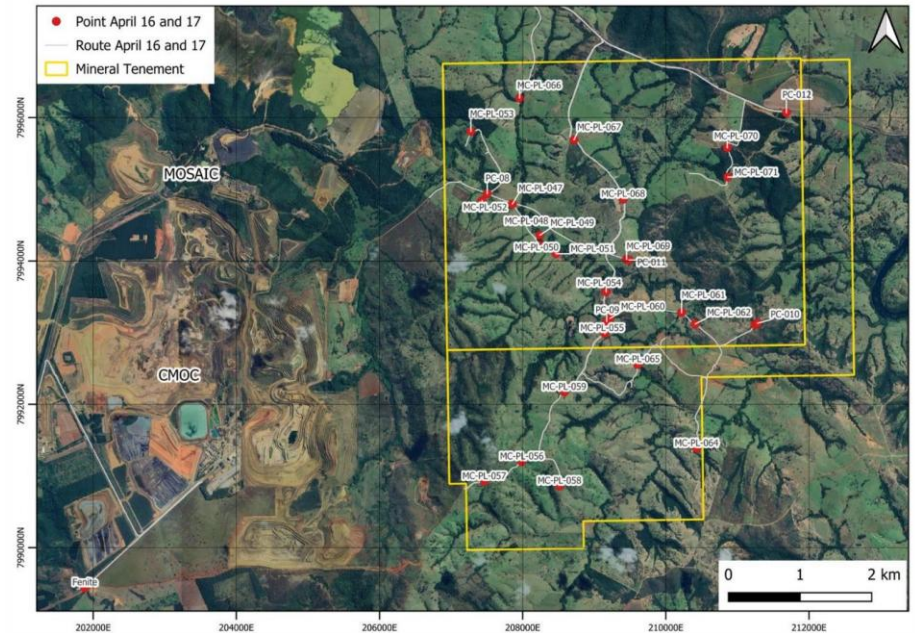 Point April 16 and 17
Route April 16 and 17
Mineral Tenement
MC-PL-066
PC-012
MC-PL-053
MC-PL-067
MC-PL-070
MOSAIC
PC-08
MC-PL-071
MC-PL-047
MC-PL-052
MC-PL-068
MC-PL-048
MC-PL-049
MC-PL-050
MC-PL-051
MC-PL-069
PC-011
MC-PL-054
MC-PL-061
PC-09
MC-PL-060
MC-PL-062
PC-010
MC-PL-055
MC-PL-065
CMOC
MC-PL-059
MC-PL-064
MC-PL-056
MC-PL-057
MC-PL-058
Fenite
7996000N
7994000N
7992000N
7990000N
0 1 2 km
202000E 204000E 206000E 208000E 210000E 212000E